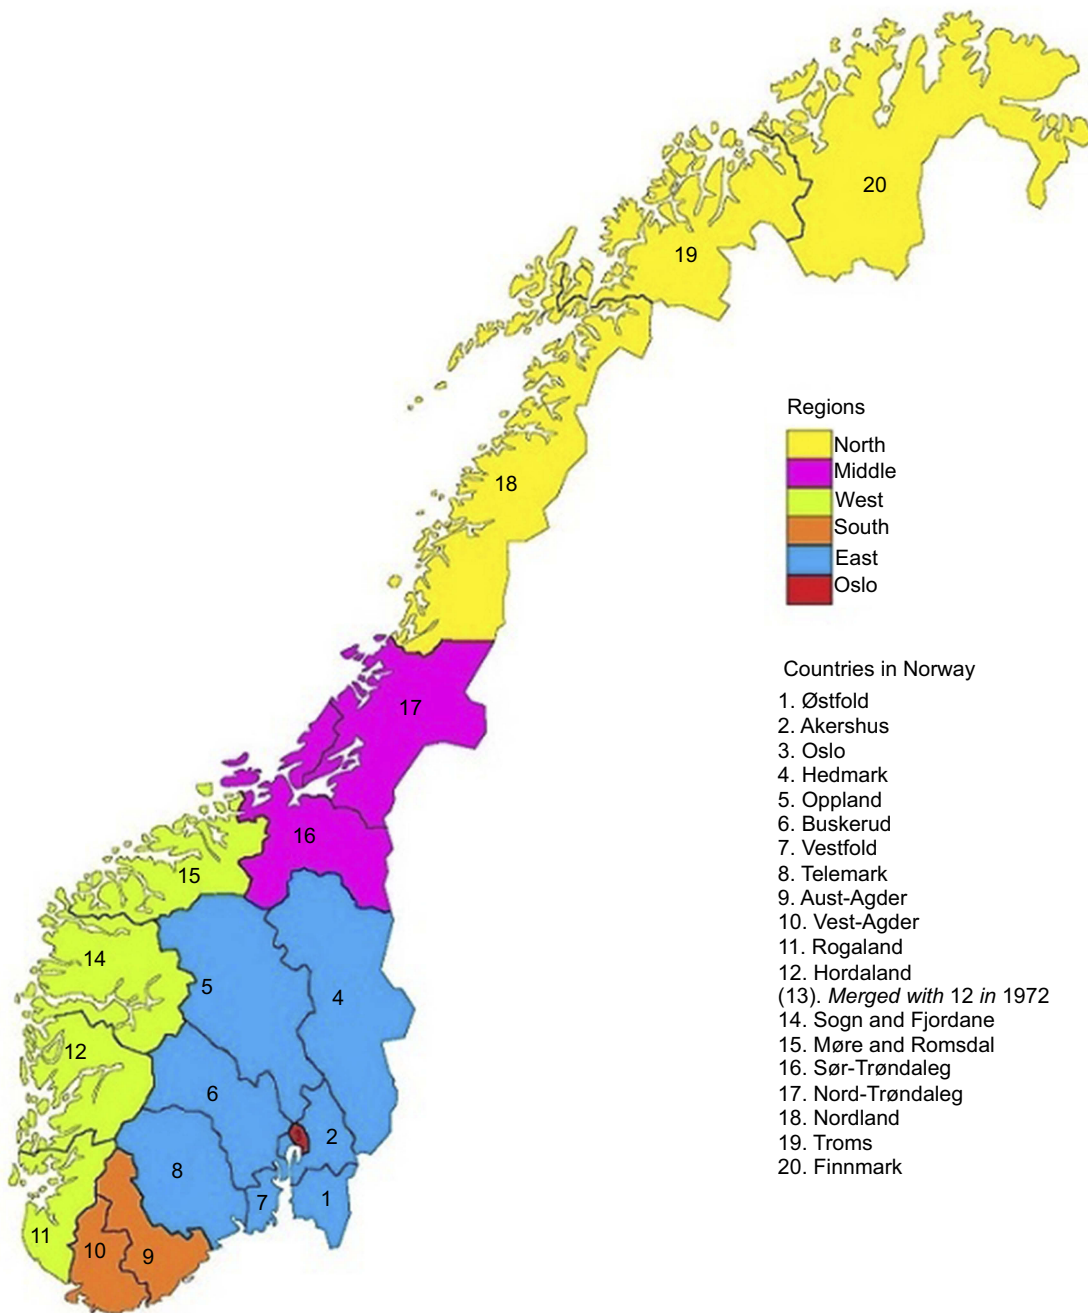 20
19
18
Regions
North
Middle
West
South
East
Oslo
17
16
15
14
5
4
12
6
2
8
7
1
11
10
9
Countries in Norway
1. Østfold
2. Akershus
3. Oslo
4. Hedmark
5. Oppland
6. Buskerud
7. Vestfold
8. Telemark
9. Aust-Agder
10. Vest-Agder
11. Rogaland
12. Hordaland
(13). Merged with 12 in 1972
14. Sogn and Fjordane
15. Møre and Romsdal
16. Sør-Trøndaleg
17. Nord-Trøndaleg
18. Nordland
19. Troms
20. Finnmark